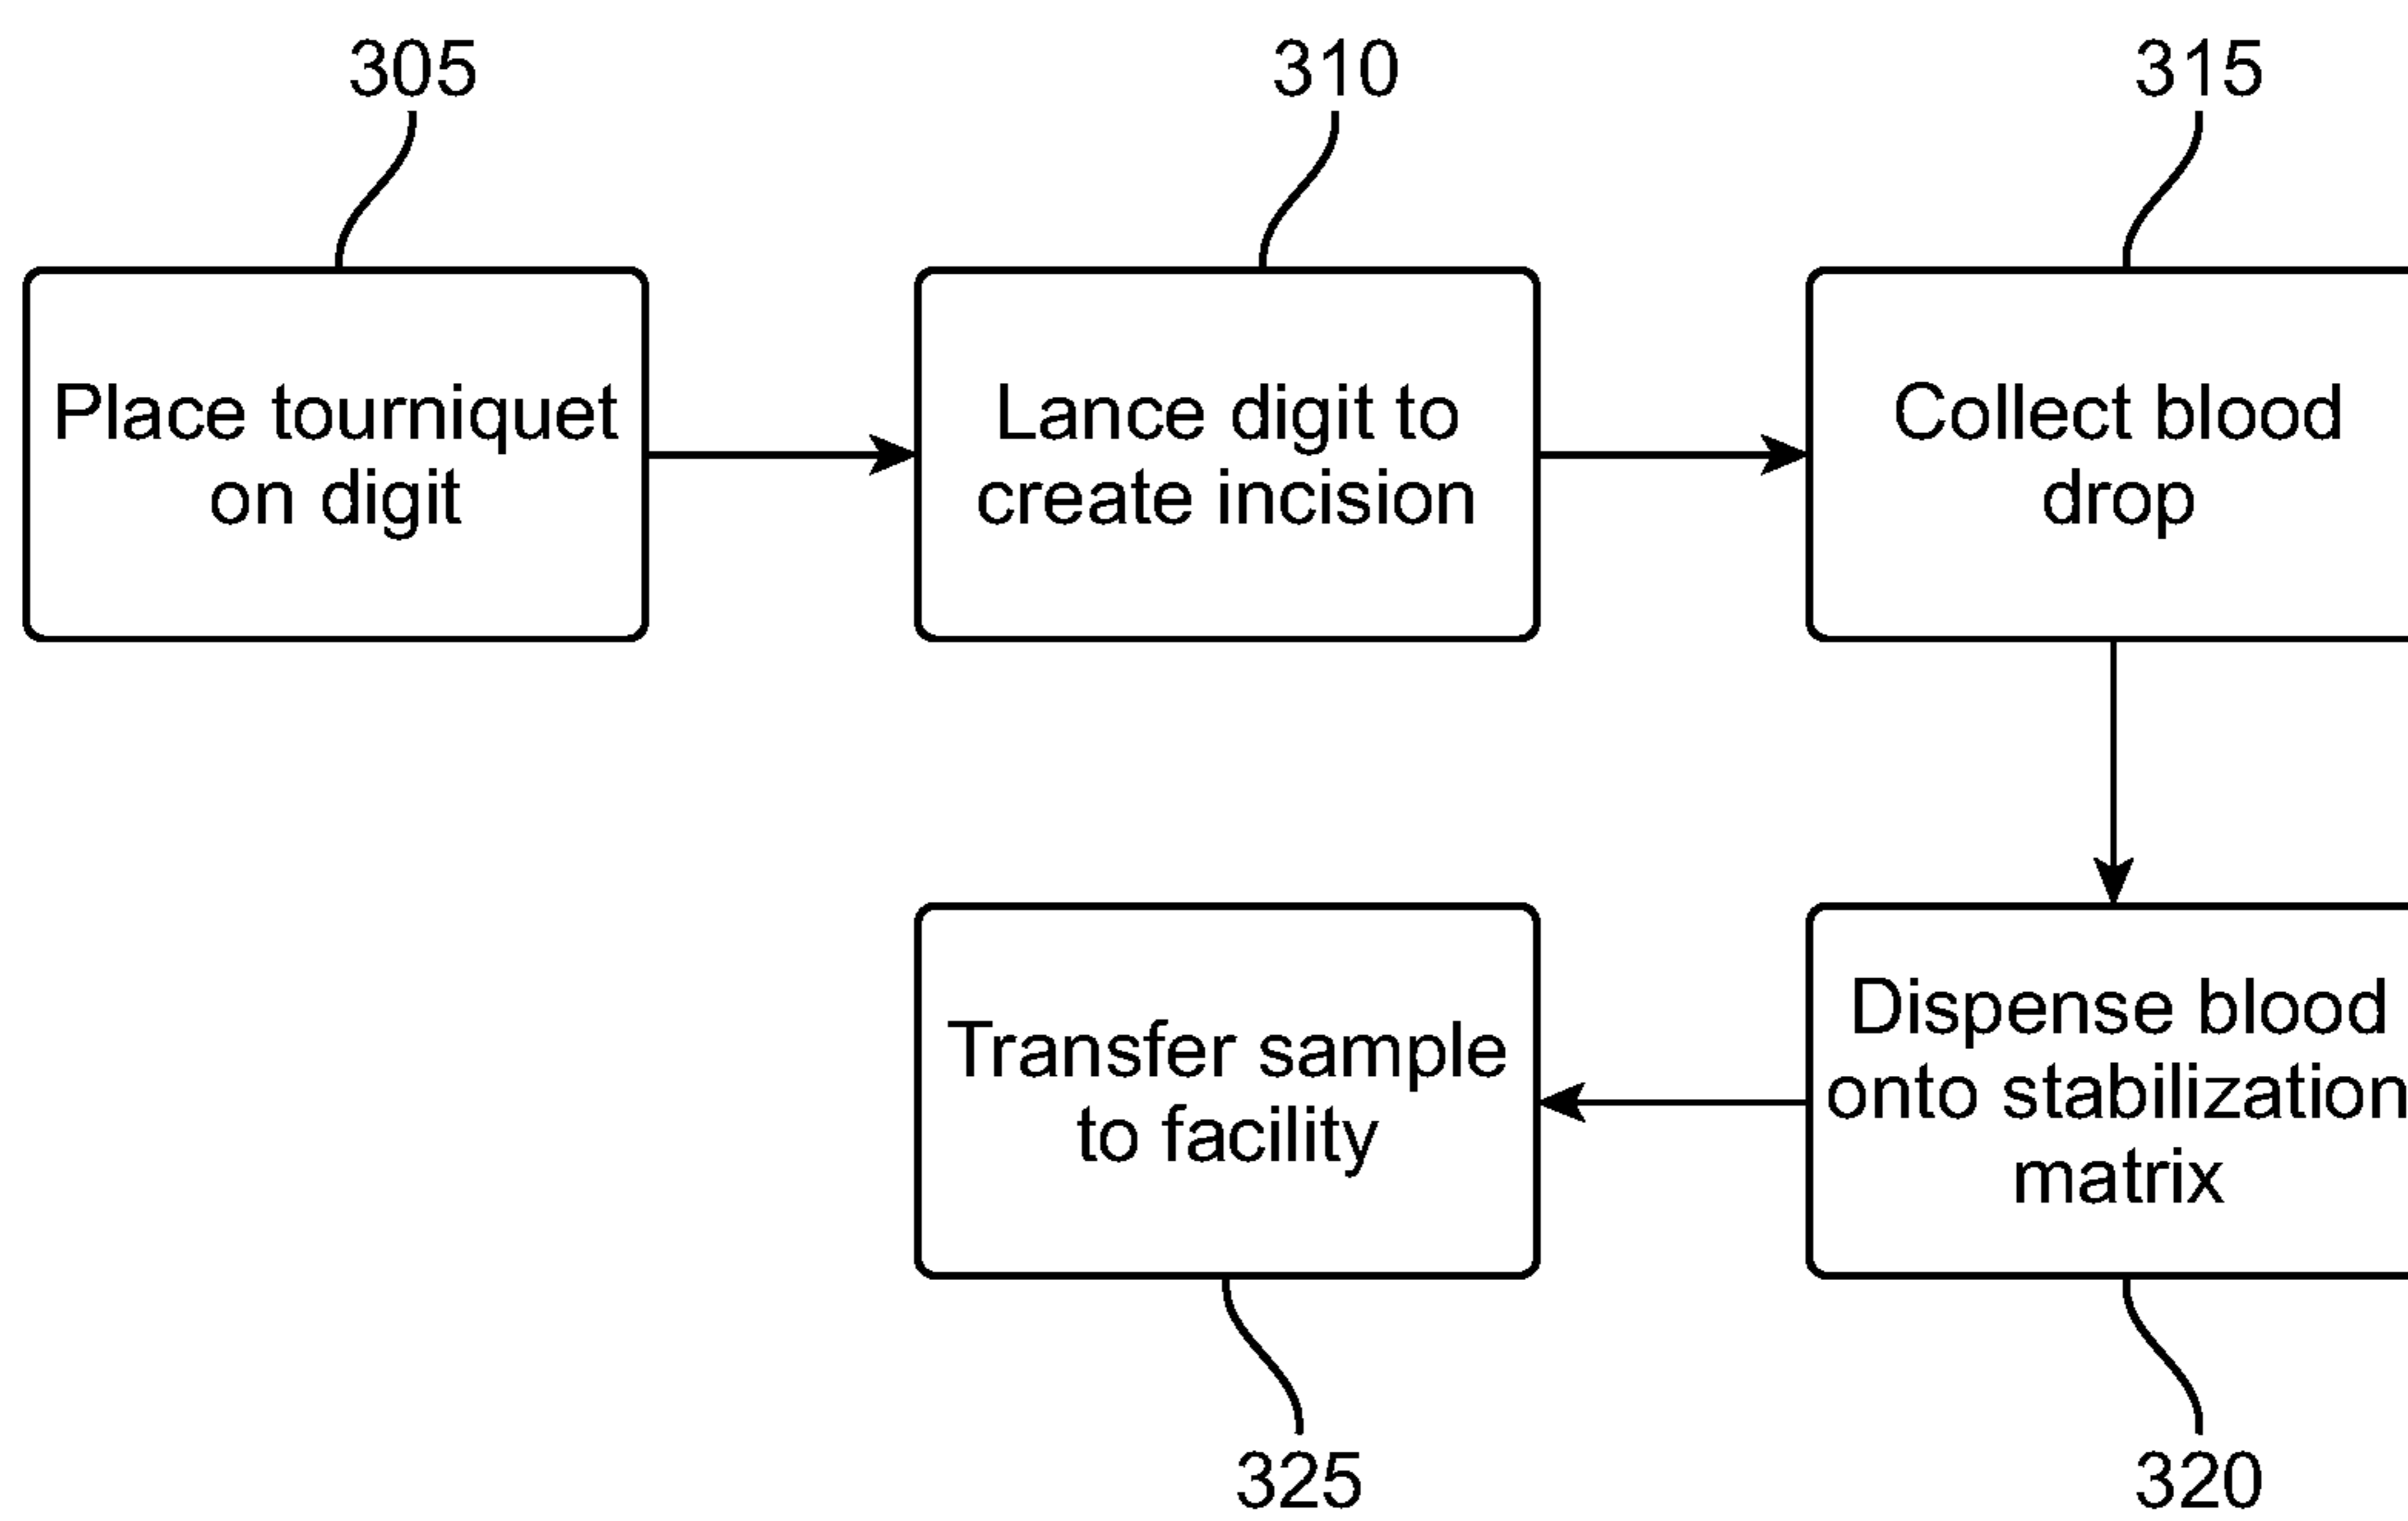 305
310
315
Place tourniquet
on digit
Lance digit to
create incision
Collect blood
drop
Dispense blood
onto stabilization
matrix
Transfer sample
to facility
325
320